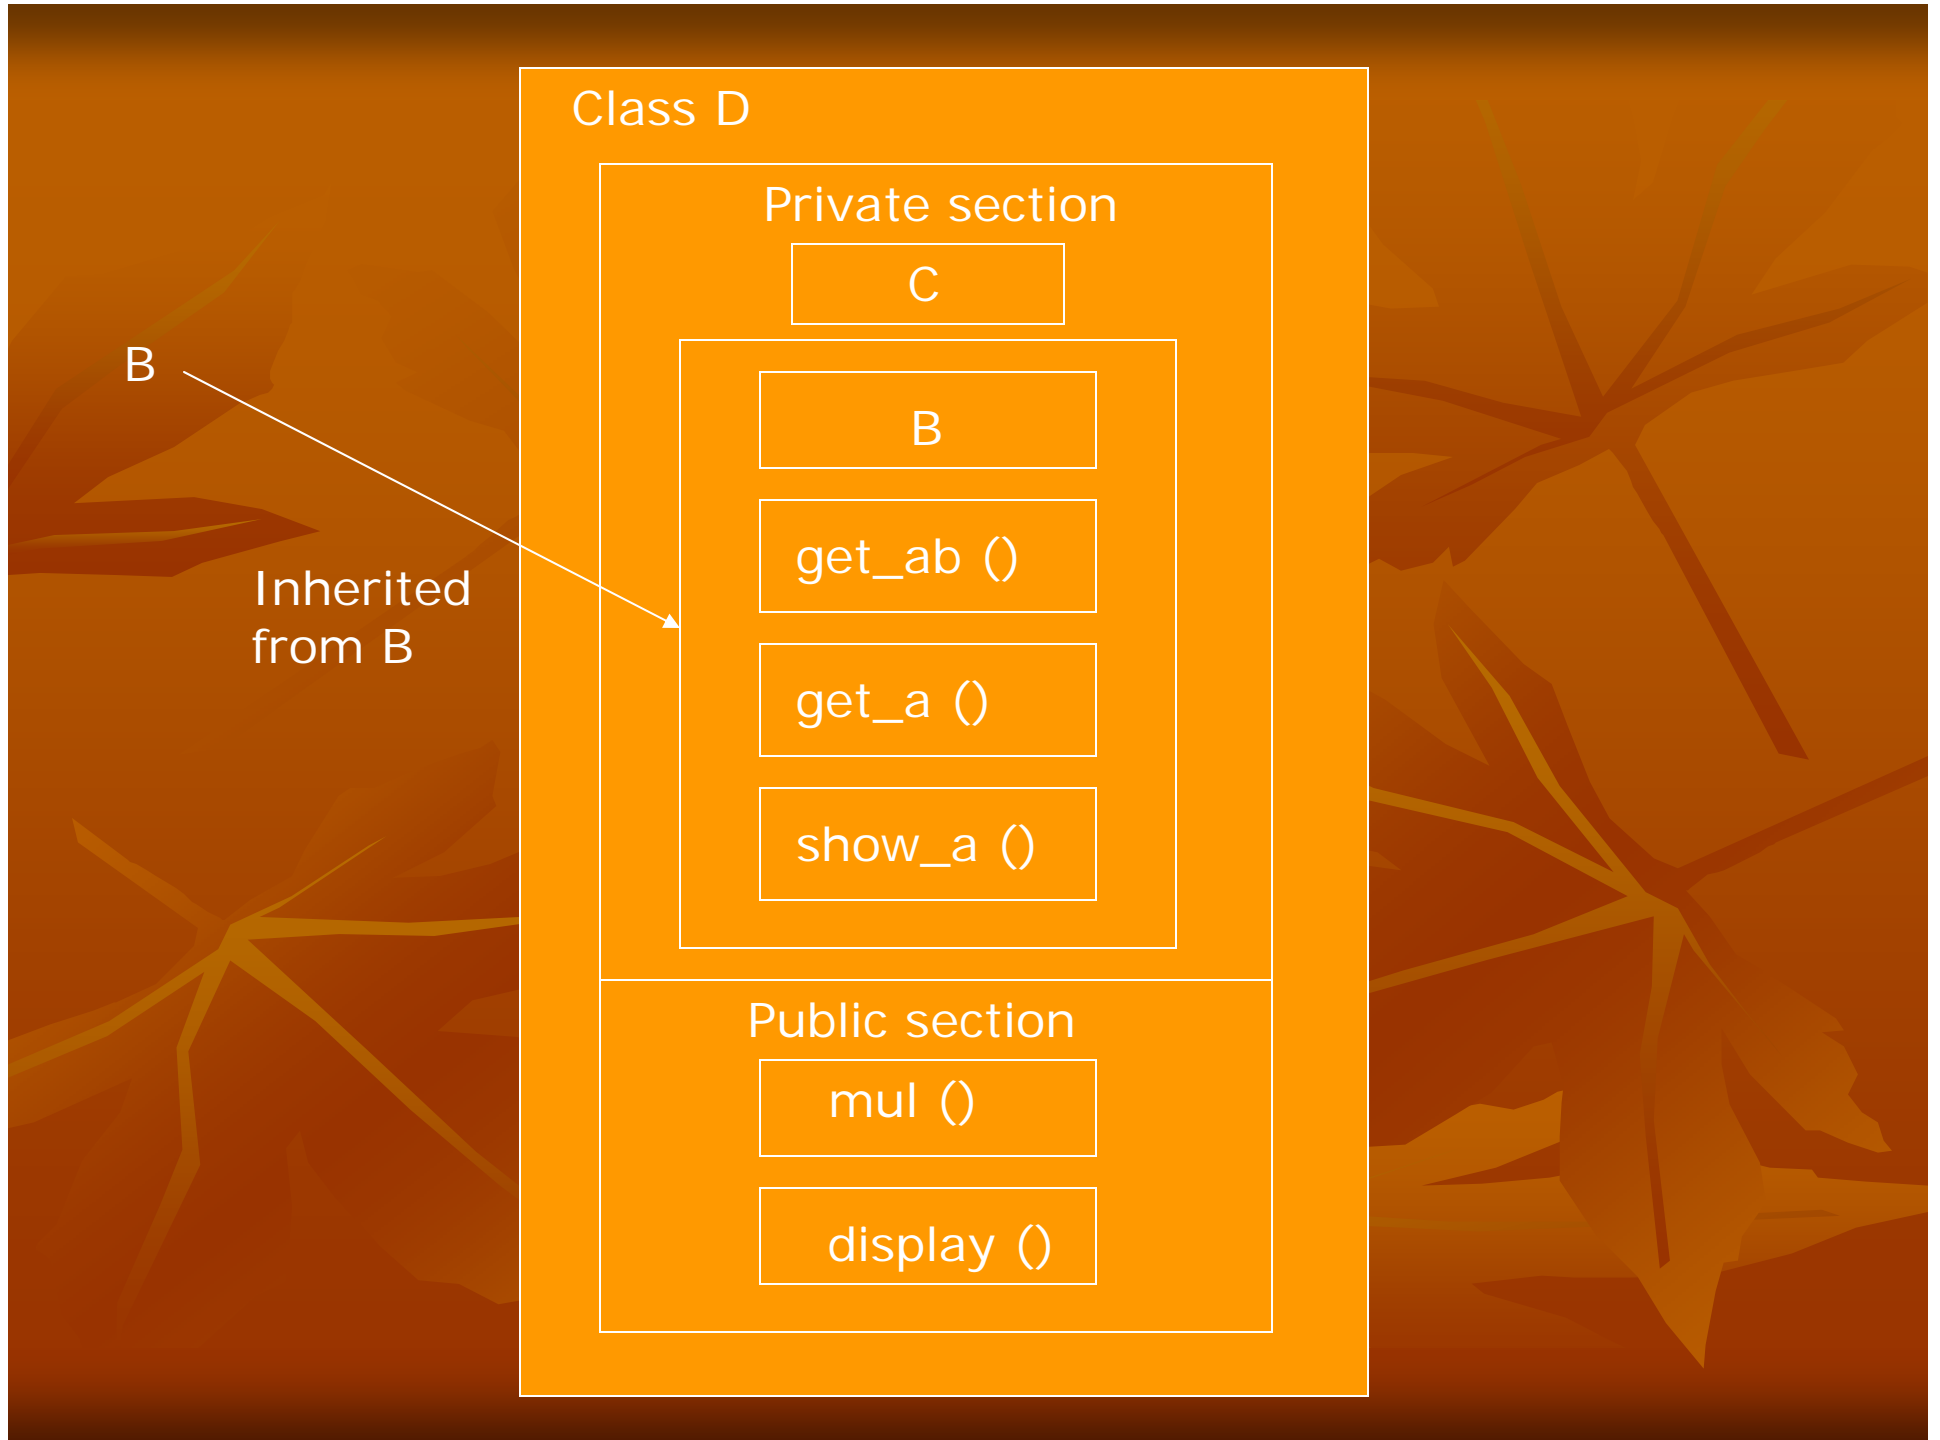 Class D
Private section
C
B
B
get_ab ()
Inherited
from B
get_a ()
show_a ()
Public section
mul ()
display ()